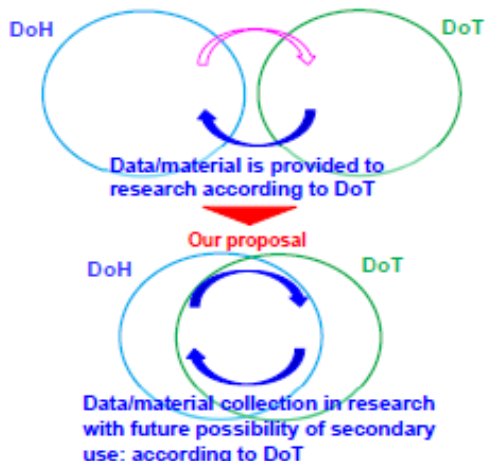 DoH
DoT
Data/material is provided to
research according to DoT
Our proposal
DoH
DoT
Data/material collection in research
with future possibility of secondary
use: according to DoT